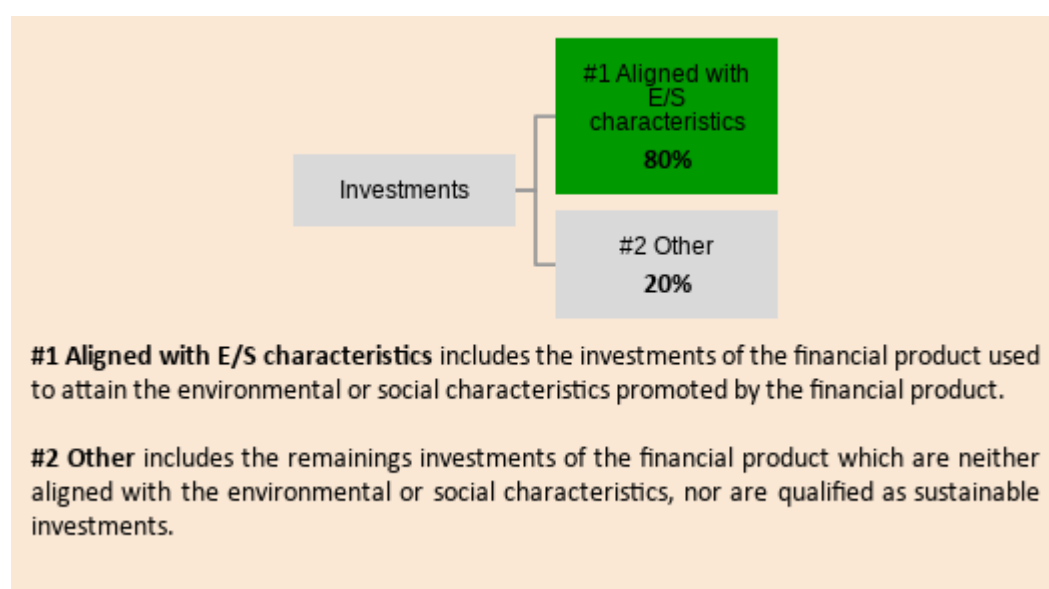 #1 Aligned with
E/S
characteristics
80%
Investments
#2 Other
20%
#1 Aligned with E/S characteristics includes the investments of the financial product used
to attain the environmental or social characteristics promoted by the financial product.
#2 Other includes the remainings investments of the financial product which are neither
aligned with the environmental or social characteristics, nor are qualified as sustainable
investments.